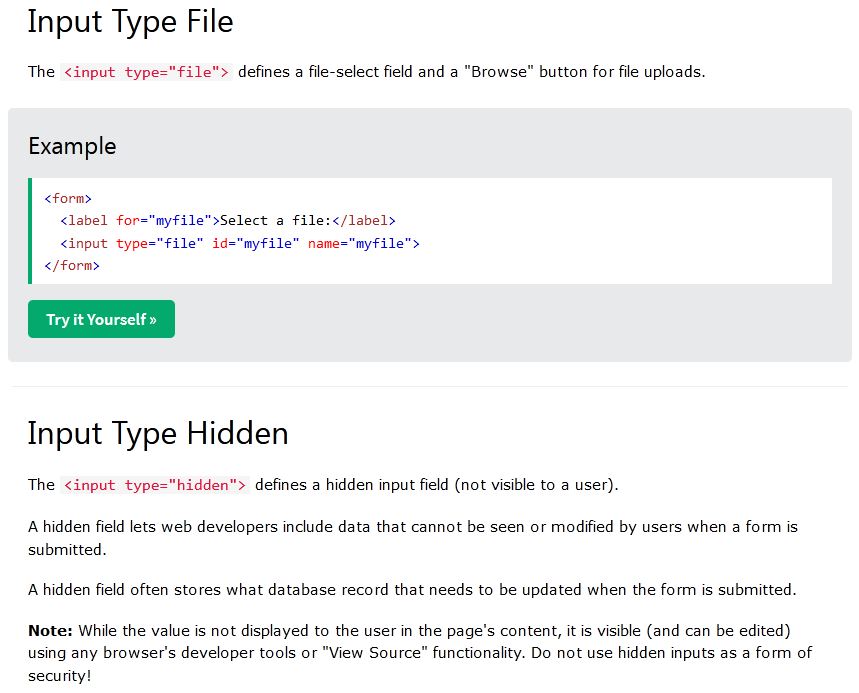 Input Type File
The <input type="file"> defines a file-select field and a "Browse" button for file uploads.
Example
<form>
  <label for="myfile">Select a file:</label>
  <input type="file" id="myfile" name="myfile">
</form>
Try it Yourself »
Input Type Hidden
The <input type="hidden"> defines a hidden input field (not visible to a user).
A hidden field lets web developers include data that cannot be seen or modified by users when a form is
submitted.
A hidden field often stores what database record that needs to be updated when the form is submitted.
Note: While the value is not displayed to the user in the page's content, it is visible (and can be edited)
using any browser's developer tools or "View Source" functionality. Do not use hidden inputs as a form of
security!